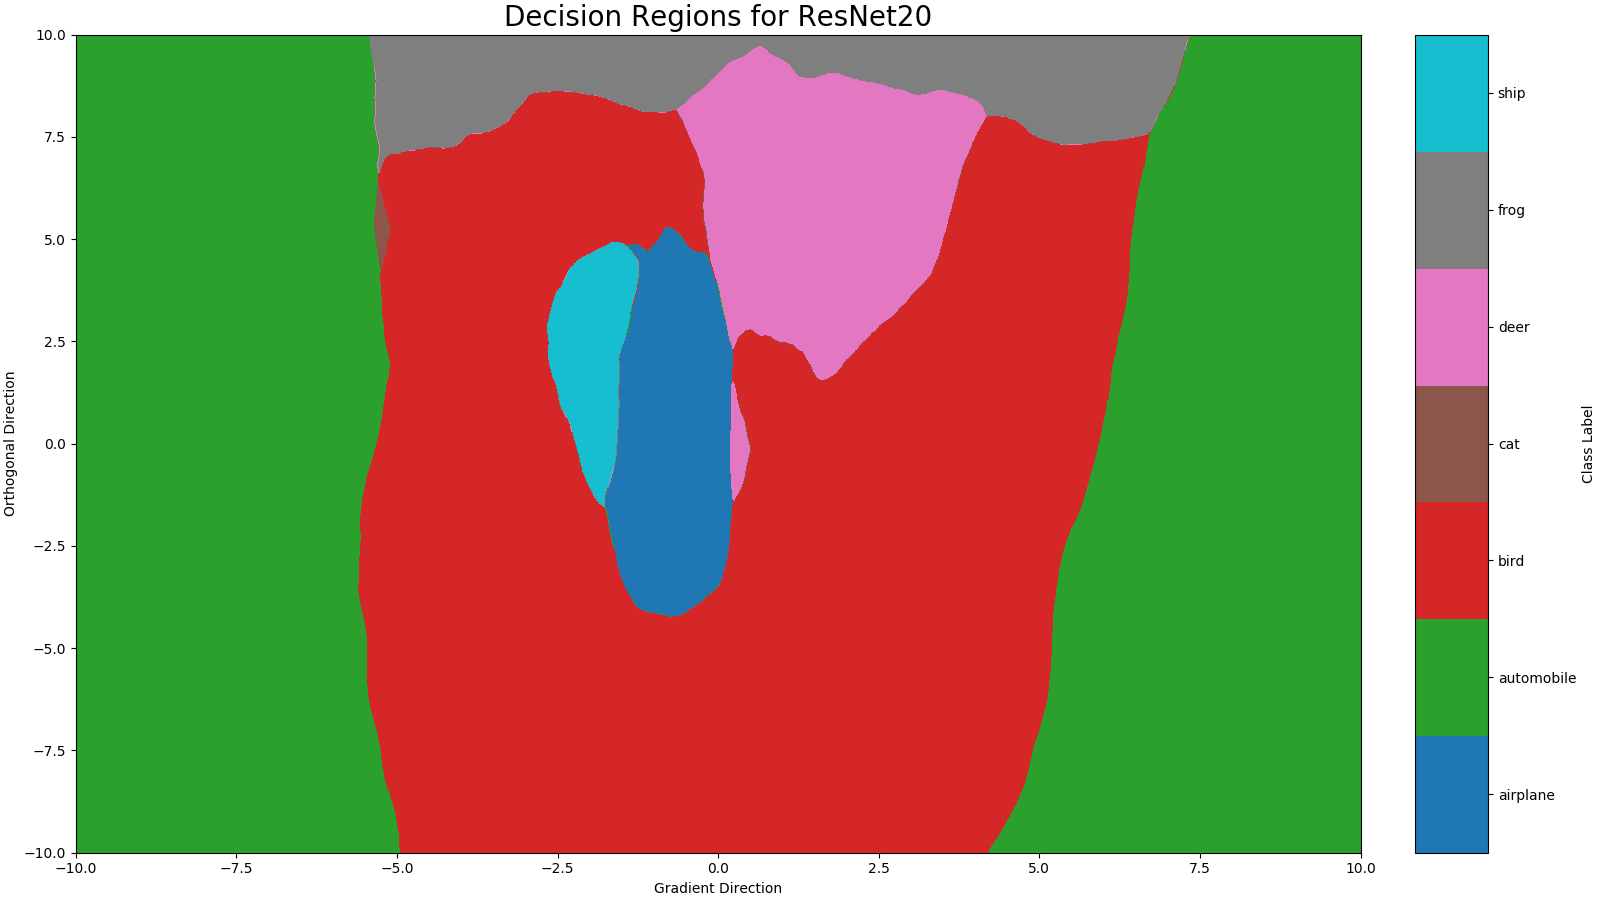 Decision Regions for ResNet20
10.0
7.5
5.0
2.5
0.0
−2.5
−5.0
−7.5
−10.0
Orthogonal Direction
−10.0 −7.5 −5.0 −2.5 0.0 2.5 5.0 7.5 10.0
Gradient Direction
ship
frog
deer
cat
bird
automobile
airplane
Class Label